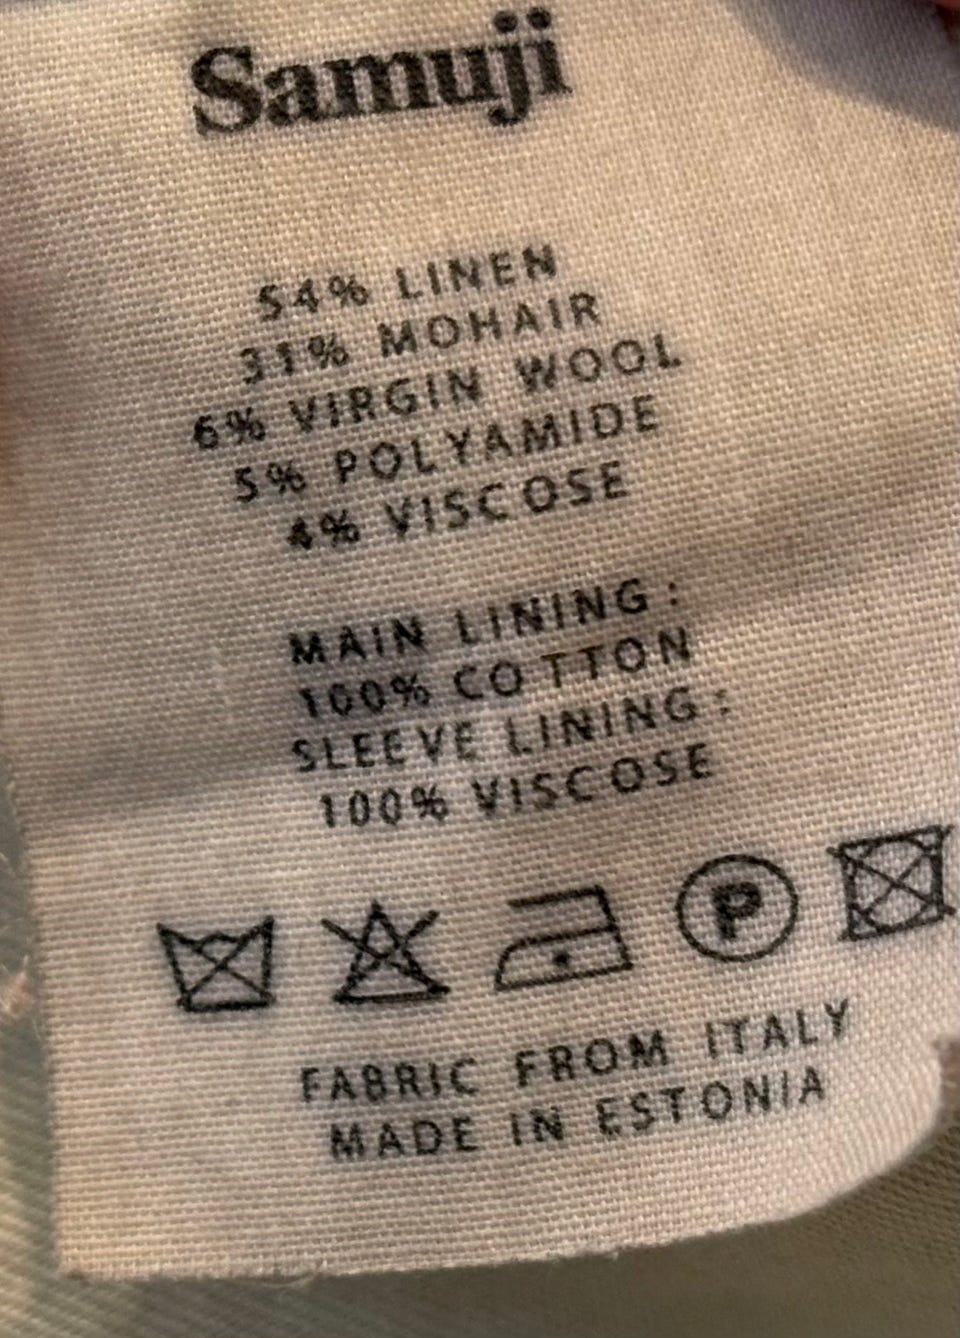 Samuji
54% LINEN
31% MOHAIR
6% VIRGIN WOOL
5% POLYAMIDE
4% VISCOSE
MAIN LINING:
100% COTTON
SLEEVE LINING:
100% VISCOSE
P
FABRIC FROM ITALY
MADE IN ESTONIA